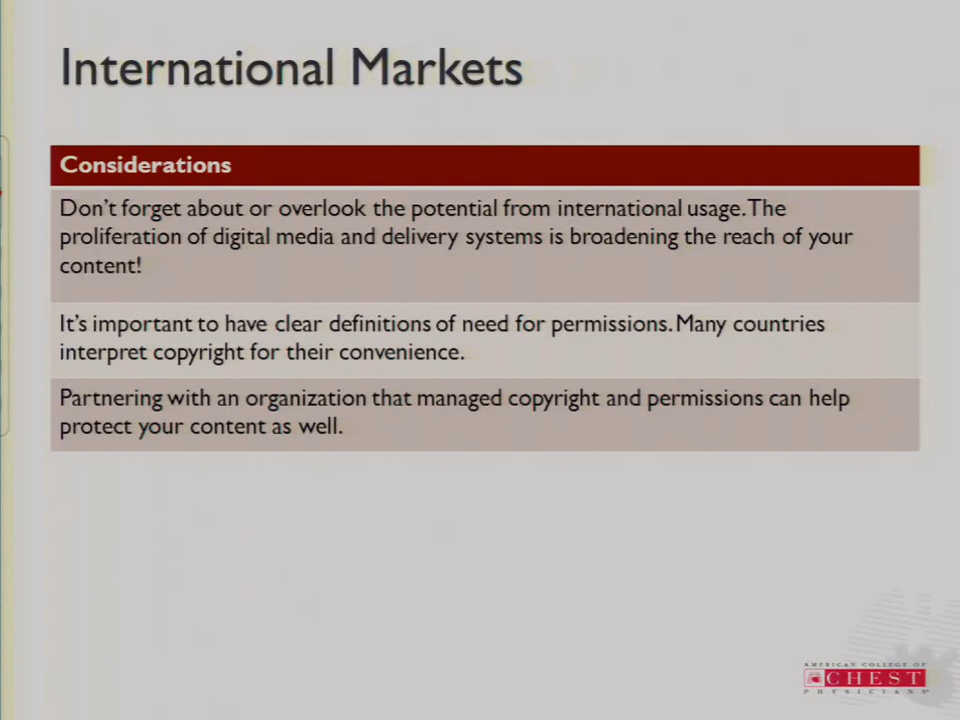 International Markets
Considerations
Don't forget about or overlook the potential from international usage. The
proliferation of digital media and delivery systems is broadening the reach of your
content!
It's important to have clear definitions of need for permissions. Many countries
interpret copyright for their convenience.
Partnering with an organization that managed copyright and permissions can help
protect your content as well.
AMERICAN COLLEGE OF
CHEST
PHYSICIANS®